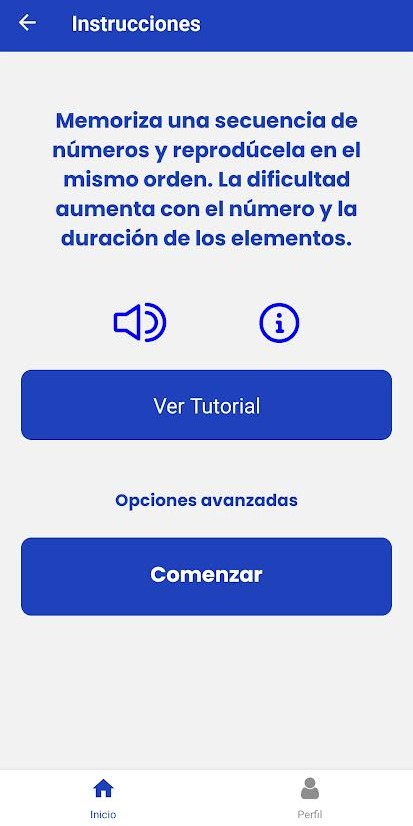 Instrucciones
Memoriza una secuencia de
números y reprodúcela en el
mismo orden. La dificultad
aumenta con el número y la
duración de los elementos.
Ver Tutorial
Opciones avanzadas
Comenzar
Inicio
Perfil